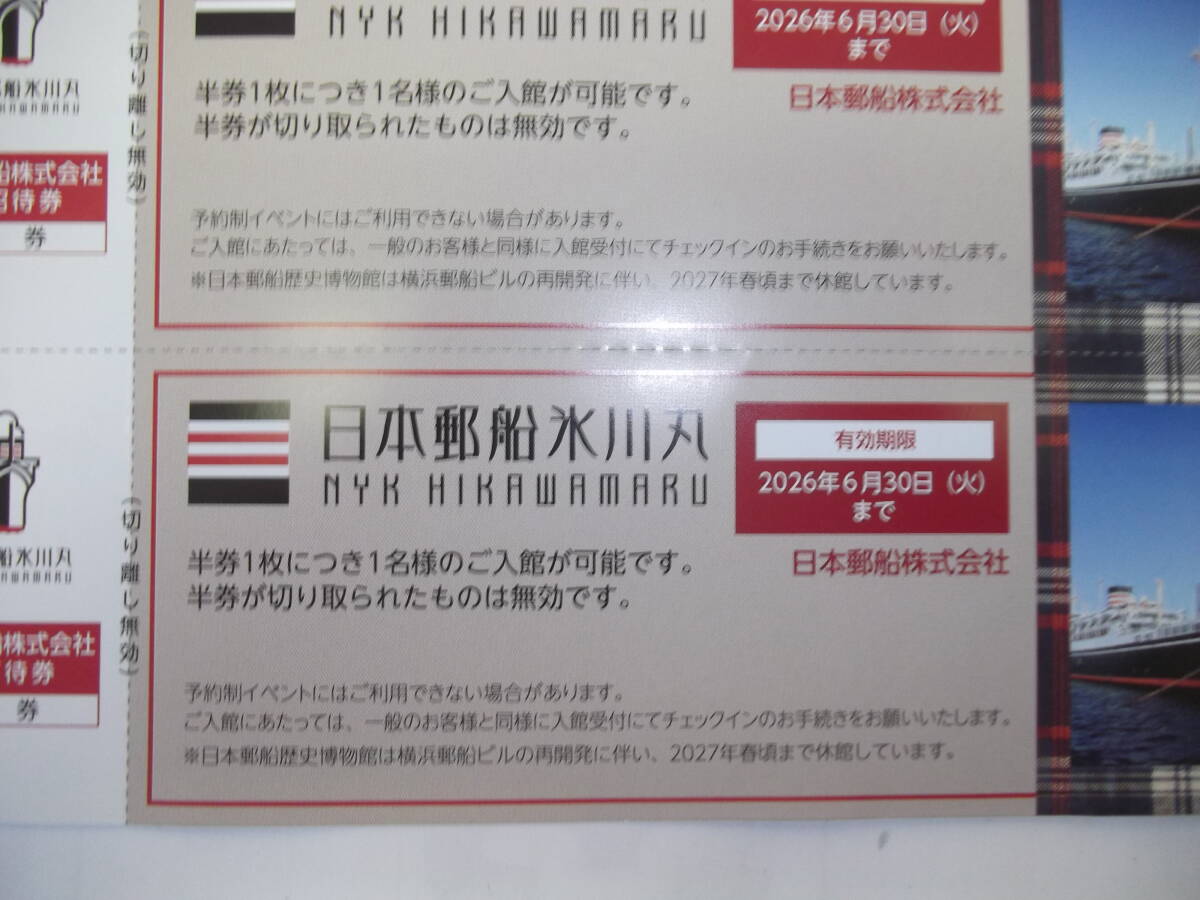 NYK HIKAWAMARU
2026年6月30日（火）
まで
半券1枚につき1名様のご入館が可能です。
半券が切り取られたものは無効です。
日本郵船株式会社
予約制イベントにはご利用できない場合があります。
ご入館にあたっては、一般のお客様と同様に入館受付にてチェックインのお手続きをお願いいたします。
※日本郵船歴史博物館は横浜郵船ビルの再開発に伴い、2027年春頃まで休館しています。
（切り離し無効）
船氷川丸
船株式会社
招待券
券
日本郵船氷川丸
NYK HIKAWAMARU
有効期限
2026年6月30日（火）
まで
半券1枚につき1名様のご入館が可能です。
半券が切り取られたものは無効です。
日本郵船株式会社
予約制イベントにはご利用できない場合があります。
ご入館にあたっては、一般のお客様と同様に入館受付にてチェックインのお手続きをお願いいたします。
※日本郵船歴史博物館は横浜郵船ビルの再開発に伴い、2027年春頃まで休館しています。
（切り離し無効）
船氷川丸
株式会社
待券
券